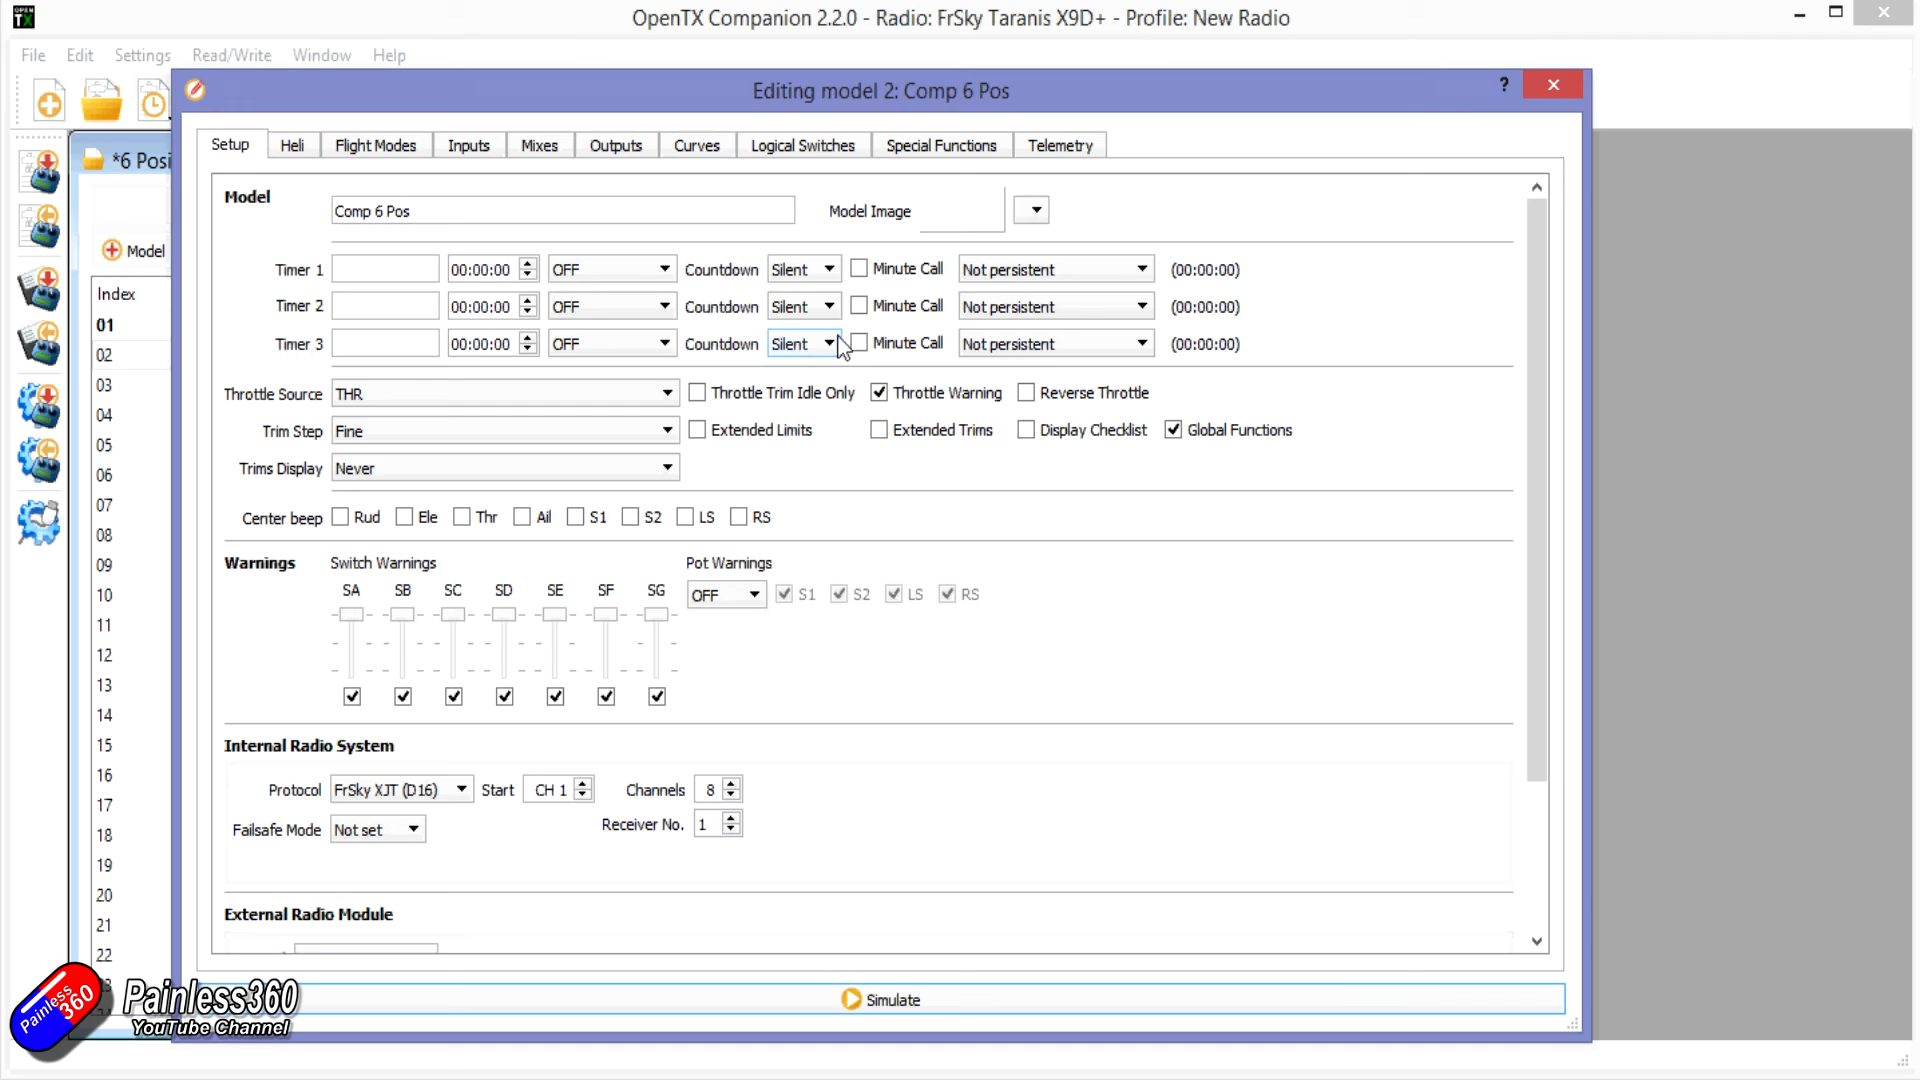 OpenTX Companion 2.2.0 - Radio: FrSky Taranis X9D+ - Profile: New Radio
File Edit Settings Read/Write Window Help
Editing model 2: Comp 6 Pos
?
*6 Posi
Setup Heli Flight Modes Inputs Mixes Outputs Curves Logical Switches Special Functions Telemetry
Model
Comp 6 Pos Model Image
Model
Timer 1 00:00:00 OFF Countdown Silent Minute Call Not persistent (00:00:00)
Index
Timer 2 00:00:00 OFF Countdown Silent Minute Call Not persistent (00:00:00)
01
Timer 3 00:00:00 OFF Countdown Silent Minute Call Not persistent (00:00:00)
02
03
Throttle Source THR Throttle Trim Idle Only Throttle Warning Reverse Throttle
04
Trim Step Fine Extended Limits Extended Trims Display Checklist Global Functions
05
Trims Display Never
06
07
Center beep Rud Ele Thr Ail S1 S2 LS RS
08
Warnings Switch Warnings Pot Warnings
09
SA SB SC SD SE SF SG
OFF S1 S2 LS RS
10
11
12
13
14
15
Internal Radio System
16
Protocol FrSky XJT (D16) Start CH 1 Channels 8
17
Failsafe Mode Not set Receiver No. 1
18
19
20
External Radio Module
21
22
Simulate
Painless 360
Painless360
YouTube Channel